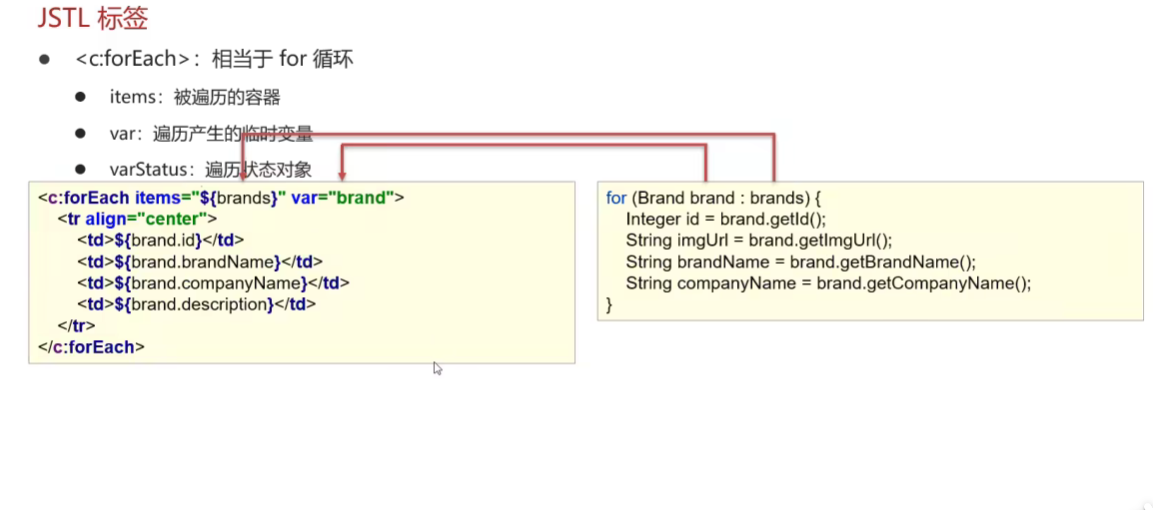 JSTL 标签
<c:forEach>：相当于 for 循环
items：被遍历的容器
var：遍历产生的临时变量
varStatus：遍历状态对象
<c:forEach items="${brands}" var="brand">
<tr align="center">
<td>${brand.id}</td>
<td>${brand.brandName}</td>
<td>${brand.companyName}</td>
<td>${brand.description}</td>
</tr>
</c:forEach>
for (Brand brand : brands) {
Integer id = brand.getId();
String imgUrl = brand.getImgUrl();
String brandName = brand.getBrandName();
String companyName = brand.getCompanyName();
}